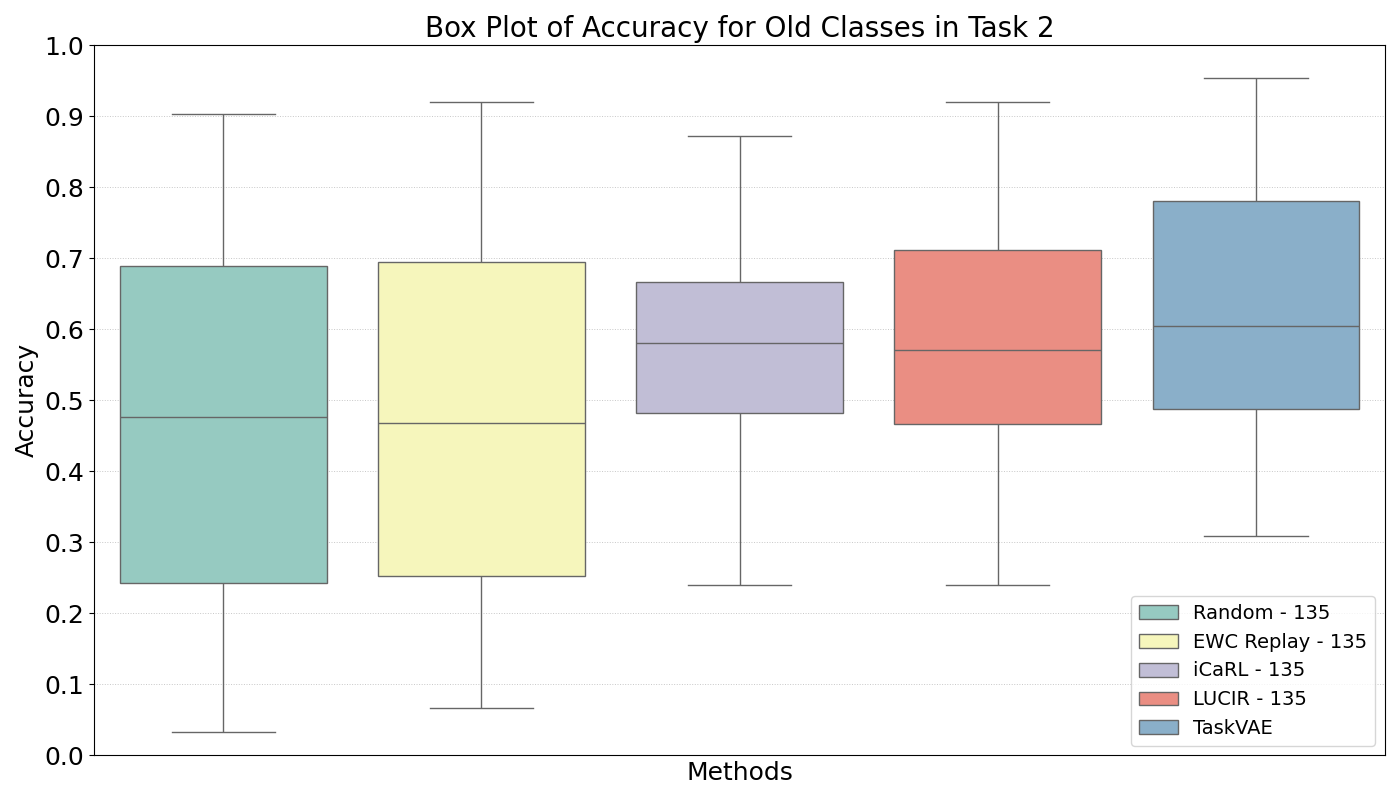 Box Plot of Accuracy for Old Classes in Task 2
Accuracy
1.0
0.9
0.8
0.7
0.6
0.5
0.4
0.3
0.2
0.1
0.0
Random - 135
EWC Replay - 135
iCaRL - 135
LUCIR - 135
TaskVAE
Methods